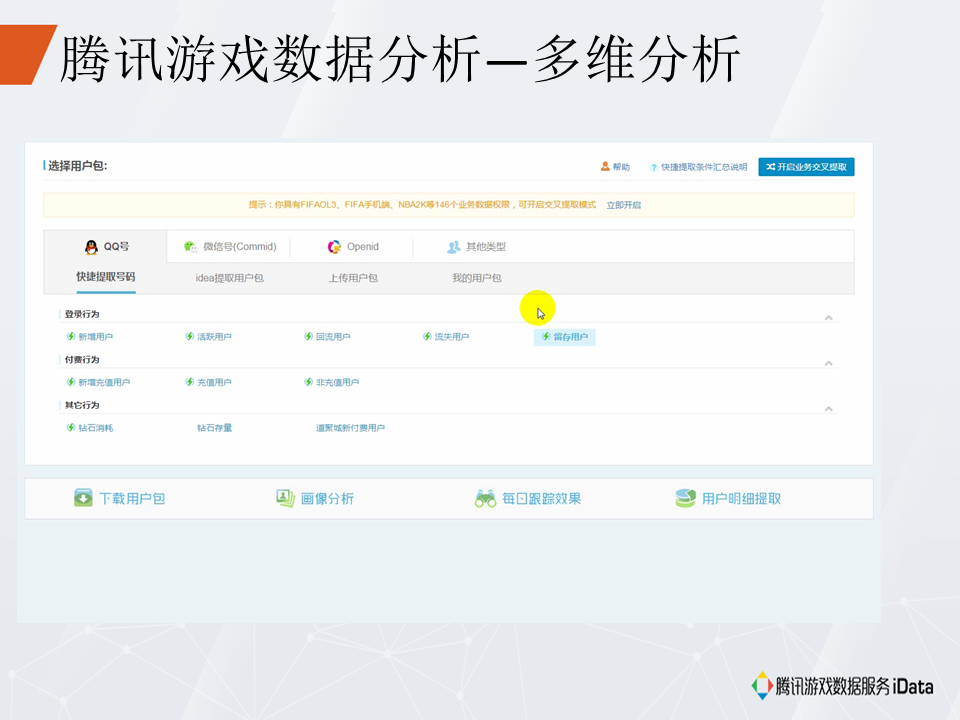 腾讯游戏数据分析—多维分析
选择用户包:
帮助 ? 快捷提取条件汇总说明 开启业务交叉提取
提示：你具有FIFAOL3、FIFA手机端、NBA2K等146个业务数据权限，可开启交叉提取模式 立即开启
QQ号 微信号(Commid) Openid 其他类型
快捷提取号码 idea提取用户包 上传用户包 我的用户包
登录行为
新增用户 活跃用户 回流用户 流失用户 留存用户
付费行为
新增充值用户 充值用户 非充值用户
其它行为
钻石消耗 钻石存量 道聚城新付费用户
下载用户包 画像分析 每日跟踪效果 用户明细提取
腾讯游戏数据服务 iData